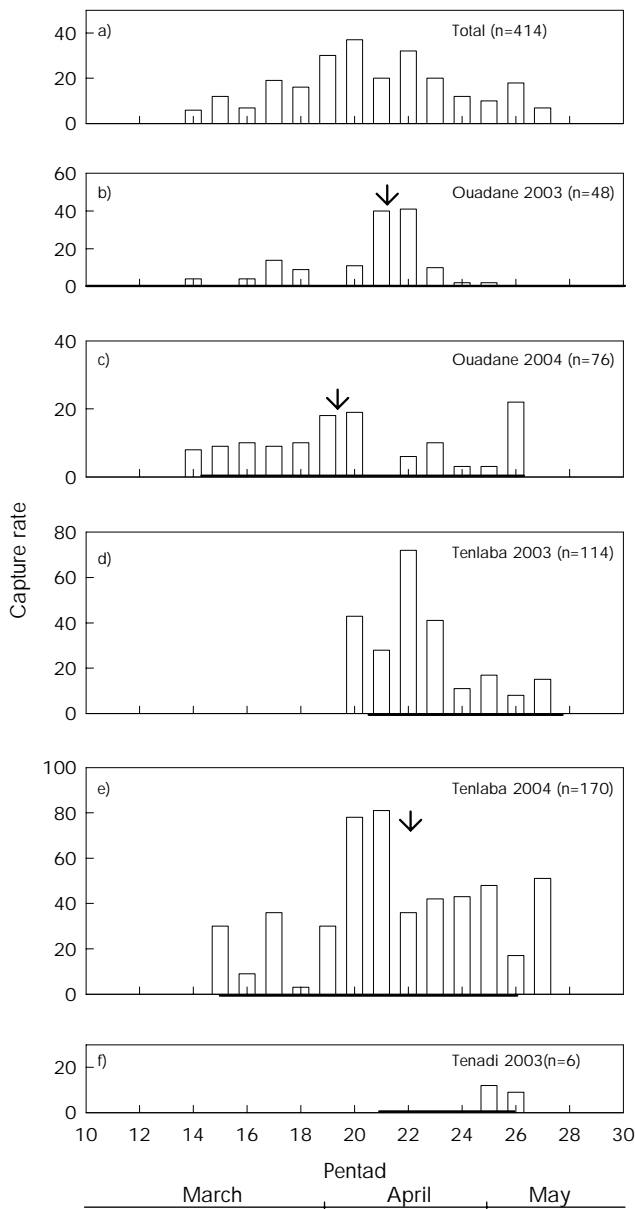 a) Total (n=414)
40
20
0
b) Ouadane 2003 (n=48)
60
40
20
0
c) Ouadane 2004 (n=76)
40
20
0
d) Tenlaba 2003 (n=114)
80
60
40
20
0
e) Tenlaba 2004 (n=170)
100
80
60
40
20
0
f) Tenadi 2003(n=6)
20
0
Capture rate
10 12 14 16 18 20 22 24 26 28 30
Pentad
March April May